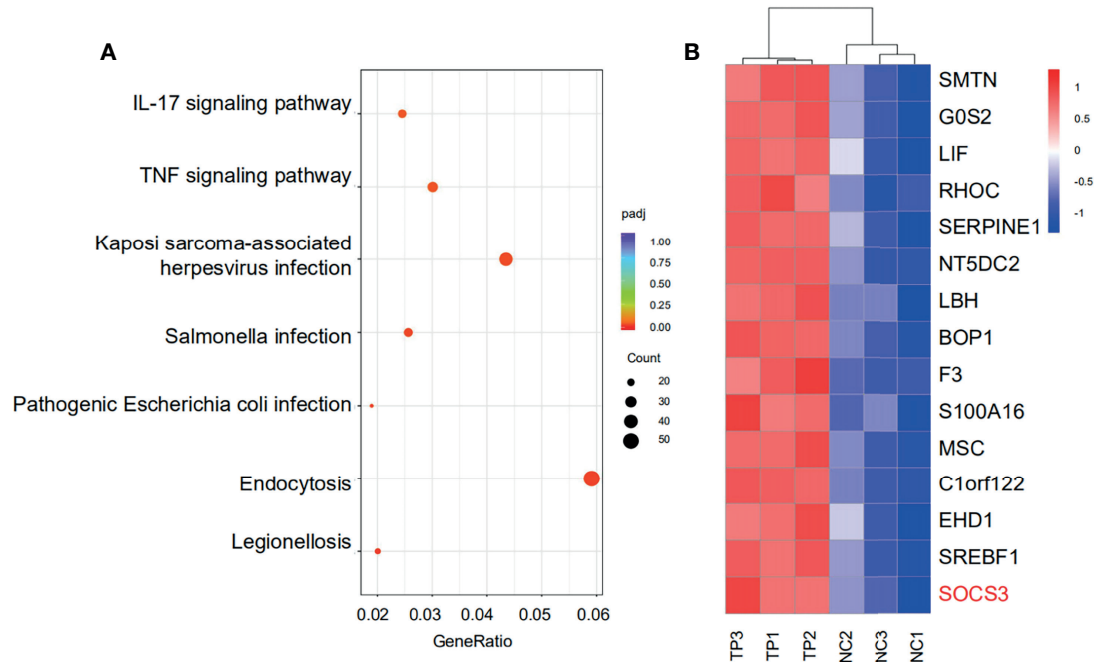 A
IL-17 signaling pathway
TNF signaling pathway
Kaposi sarcoma-associated
herpesvirus infection
Salmonella infection
Pathogenic Escherichia coli infection
Endocytosis
Legionellosis
0.02 0.03 0.04 0.05 0.06
GeneRatio
padj
1.00
0.75
0.50
0.25
0.00
Count
20
30
40
50
B
SMTN
G0S2
LIF
RHOC
SERPINE1
NT5DC2
LBH
BOP1
F3
S100A16
MSC
C1orf122
EHD1
SREBF1
SOCS3
TP3 TP1 TP2 NC2 NC3 NC1
1
0.5
0
-0.5
-1